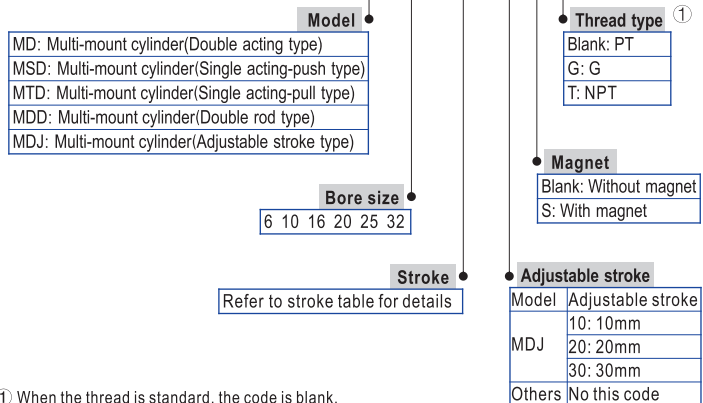 Model
MD: Multi-mount cylinder(Double acting type)
MSD: Multi-mount cylinder(Single acting-push type)
MTD: Multi-mount cylinder(Single acting-pull type)
MDD: Multi-mount cylinder(Double rod type)
MDJ: Multi-mount cylinder(Adjustable stroke type)
Thread type ①
Blank: PT
G: G
T: NPT
Magnet
Blank: Without magnet
S: With magnet
Bore size
6 10 16 20 25 32
Stroke
Refer to stroke table for details
Adjustable stroke
Model Adjustable stroke
MDJ
10: 10mm
20: 20mm
30: 30mm
Others No this code
① When the thread is standard, the code is blank.